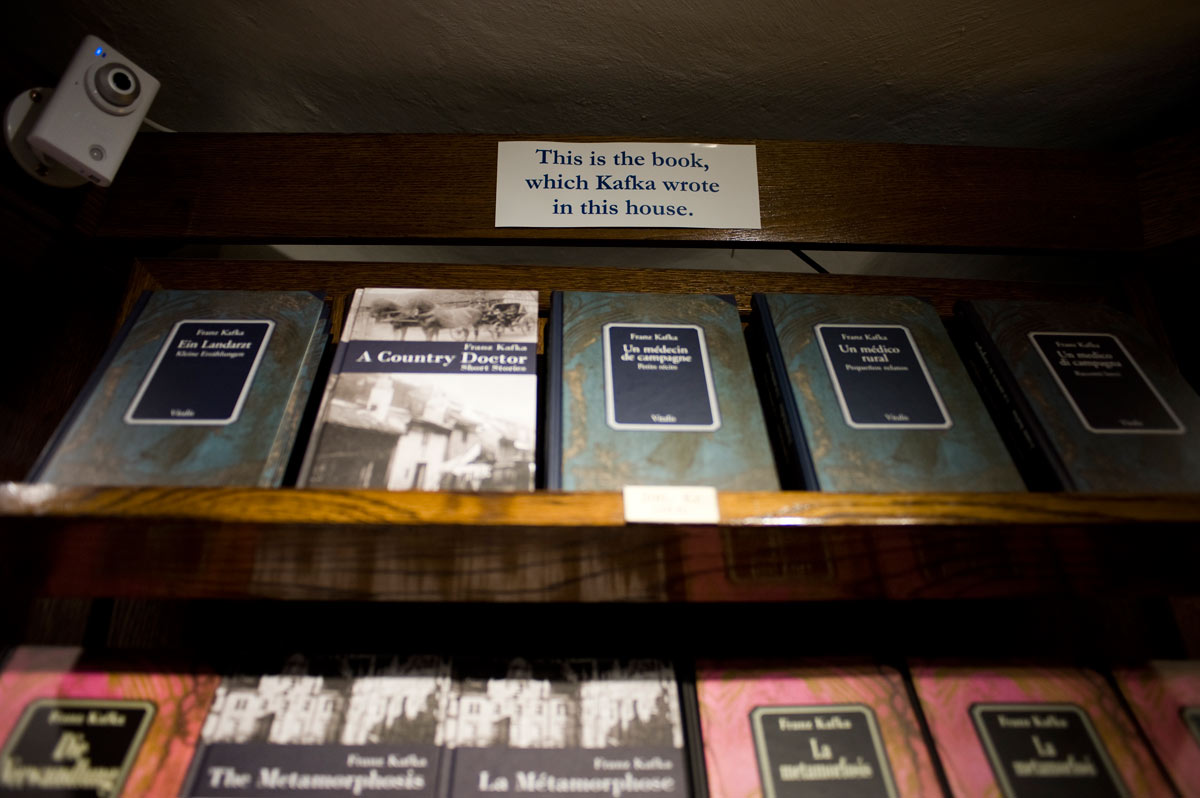 This is the book,
which Kafka wrote
in this house.
Franz Kafka
Ein Landarzt
Kleine Erzählungen
Vitalis
Franz Kafka
A Country Doctor
Short Stories
Franz Kafka
Un médecin
de campagne
Petits récits
Vitalis
Franz Kafka
Un médico
rural
Pequeños relatos
Vitalis
Franz Kafka
Un medico
di campagna
Racconti brevi
Vitalis
Franz Kafka
Die
Verwandlung
Franz Kafka
The Metamorphosis
Franz Kafka
La Métamorphose
Franz Kafka
La
metamorfosis
Franz Kafka
La
metamorfosi